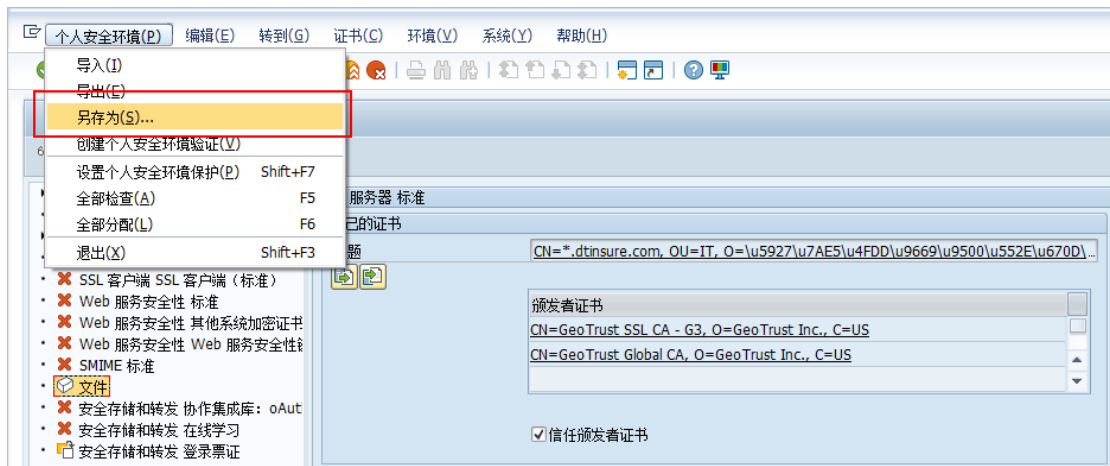 个人安全环境(P) 编辑(E) 转到(G) 证书(C) 环境(V) 系统(Y) 帮助(H)
导入(I)
导出(E)
另存为(S)...
创建个人安全环境验证(V)
6
设置个人安全环境保护(P) Shift+F7
全部检查(A) F5
服务器 标准
全部分配(L) F6
己的证书
退出(X) Shift+F3
题 CN=*.dtinsure.com, OU=IT, O=\u5927\u7AE5\u4FDD\u9669\u9500\u552E\u670D\...
SSL 客户端 SSL 客户端（标准）
Web 服务安全性 标准
颁发者证书
Web 服务安全性 其他系统加密证书
CN=GeoTrust SSL CA - G3, O=GeoTrust Inc., C=US
Web 服务安全性 Web 服务安全性
CN=GeoTrust Global CA, O=GeoTrust Inc., C=US
SMIME 标准
文件
安全存储和转发 协作集成库：oAut
安全存储和转发 在线学习
信任颁发者证书
安全存储和转发 登录票证